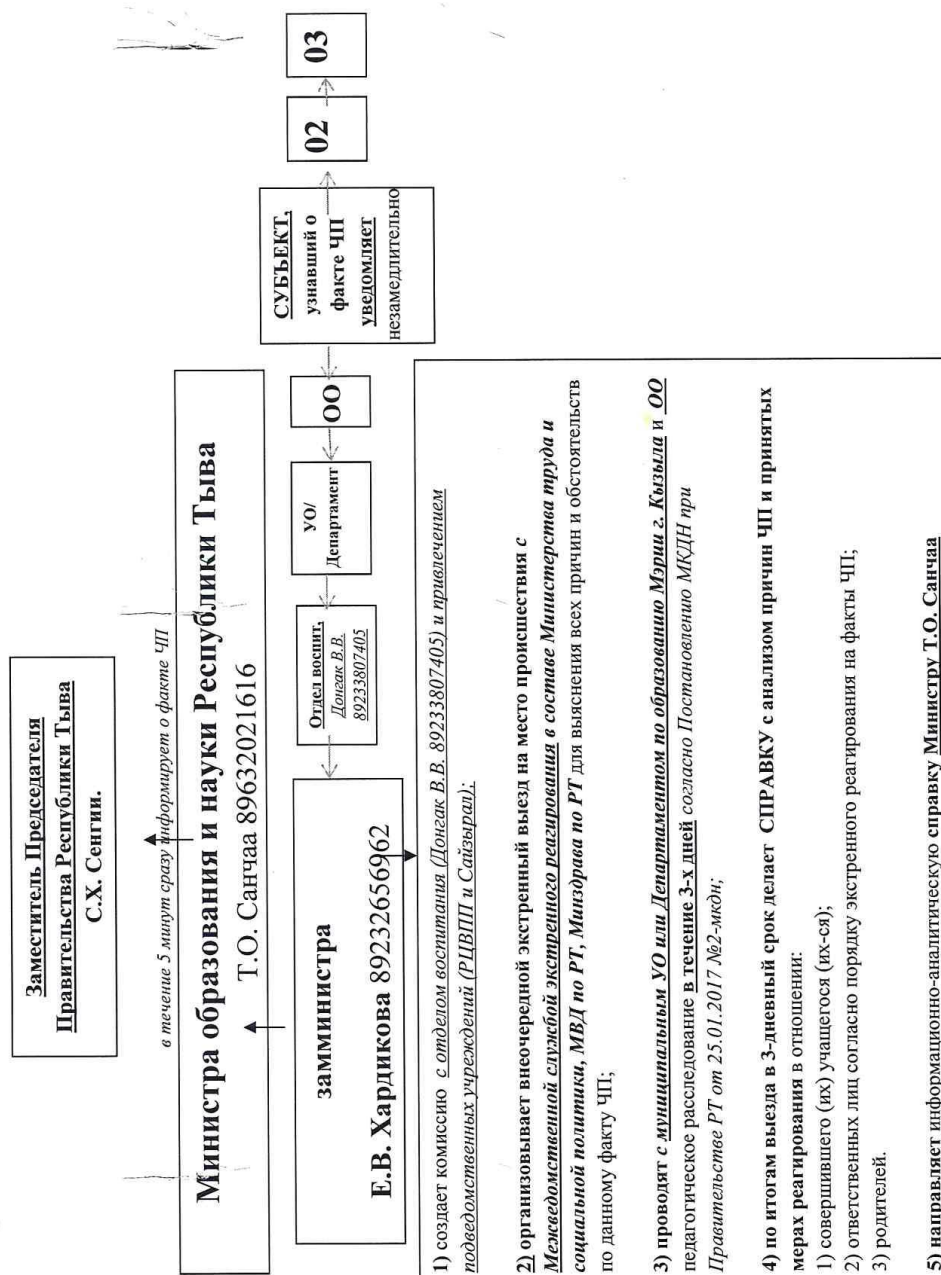 Заместитель Председателя
Правительства Республики Тыва
С.Х. Сенгии.
в течение 5 минут сразу информирует о факте ЧП
Министра образования и науки Республики Тыва
Т.О. Санчаа 89632021616
замминистра
Е.В. Хардикова 89232656962
Отдел воспит,
Донгак В.В.
89233807405
УО/
Департамент
ОО
СУБЪЕКТ,
узнавший о
факте ЧП
уведомляет
незамедлительно
02
03
1) создает комиссию с отделом воспитания (Донгак В.В. 89233807405) и привлечением
подведомственных учреждений (РЦВПП и Сайзырал);
2) организовывает внеочередной экстренный выезд на место происшествия с
Межведомственной службой экстренного реагирования в составе Министерства труда и
социальной политики, МВД по РТ, Минздрава по РТ для выяснения всех причин и обстоятельств
по данному факту ЧП;
3) проводят с муниципальным УО или Департаментом по образованию Мэрии г. Кызыла и ОО
педагогическое расследование в течение 3-х дней согласно Постановлению МКДН при
Правительстве РТ от 25.01.2017 №2-мкдн;
4) по итогам выезда в 3-дневный срок делает СПРАВКУ с анализом причин ЧП и принятых
мерах реагирования в отношении:
1) совершившего (их) учащегося (их-ся);
2) ответственных лиц согласно порядку экстренного реагирования на факты ЧП;
3) родителей.
5) направляет информационно-аналитическую справку Министру Т.О. Санчаа